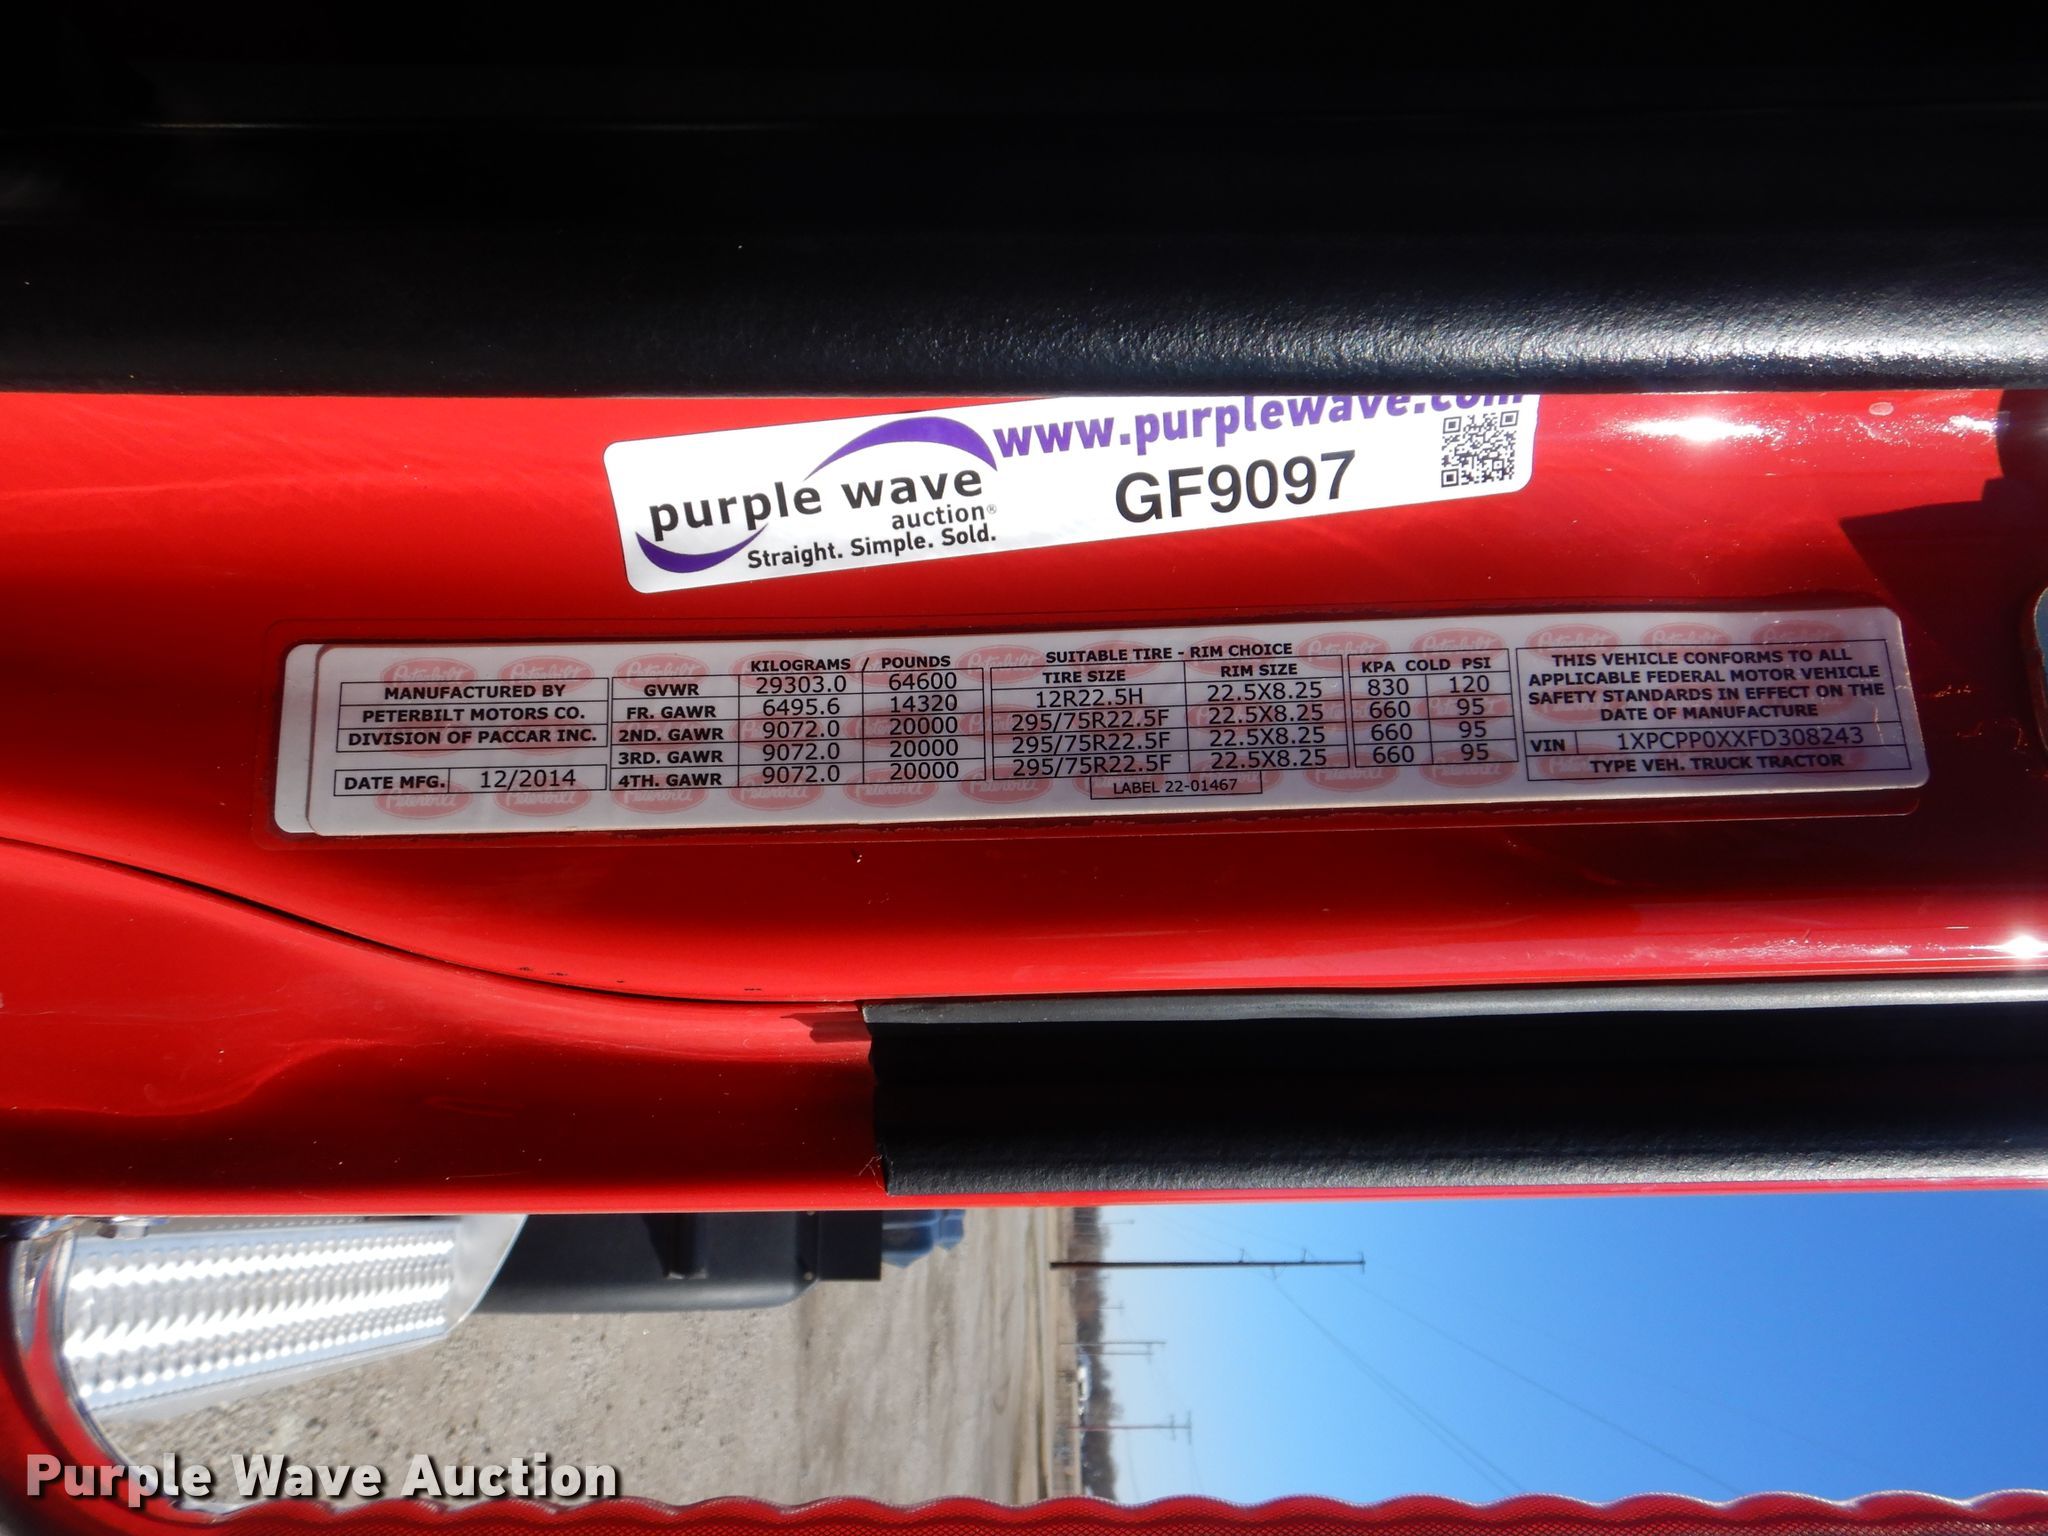 www.purplewave.com
purple wave
auction®
Straight. Simple. Sold.
GF9097
MANUFACTURED BY
PETERBILT MOTORS CO.
DIVISION OF PACCAR INC.
DATE MFG. 12/2014
KILOGRAMS / POUNDS
GVWR 29303.0 64600
FR. GAWR 6495.6 14320
2ND. GAWR 9072.0 20000
3RD. GAWR 9072.0 20000
4TH. GAWR 9072.0 20000
SUITABLE TIRE - RIM CHOICE
TIRE SIZE RIM SIZE KPA COLD PSI
12R22.5H 22.5X8.25 830 120
295/75R22.5F 22.5X8.25 660 95
295/75R22.5F 22.5X8.25 660 95
295/75R22.5F 22.5X8.25 660 95
LABEL 22-01467
THIS VEHICLE CONFORMS TO ALL
APPLICABLE FEDERAL MOTOR VEHICLE
SAFETY STANDARDS IN EFFECT ON THE
DATE OF MANUFACTURE
VIN 1XPCPP0XXFD308243
TYPE VEH. TRUCK TRACTOR
Purple Wave Auction